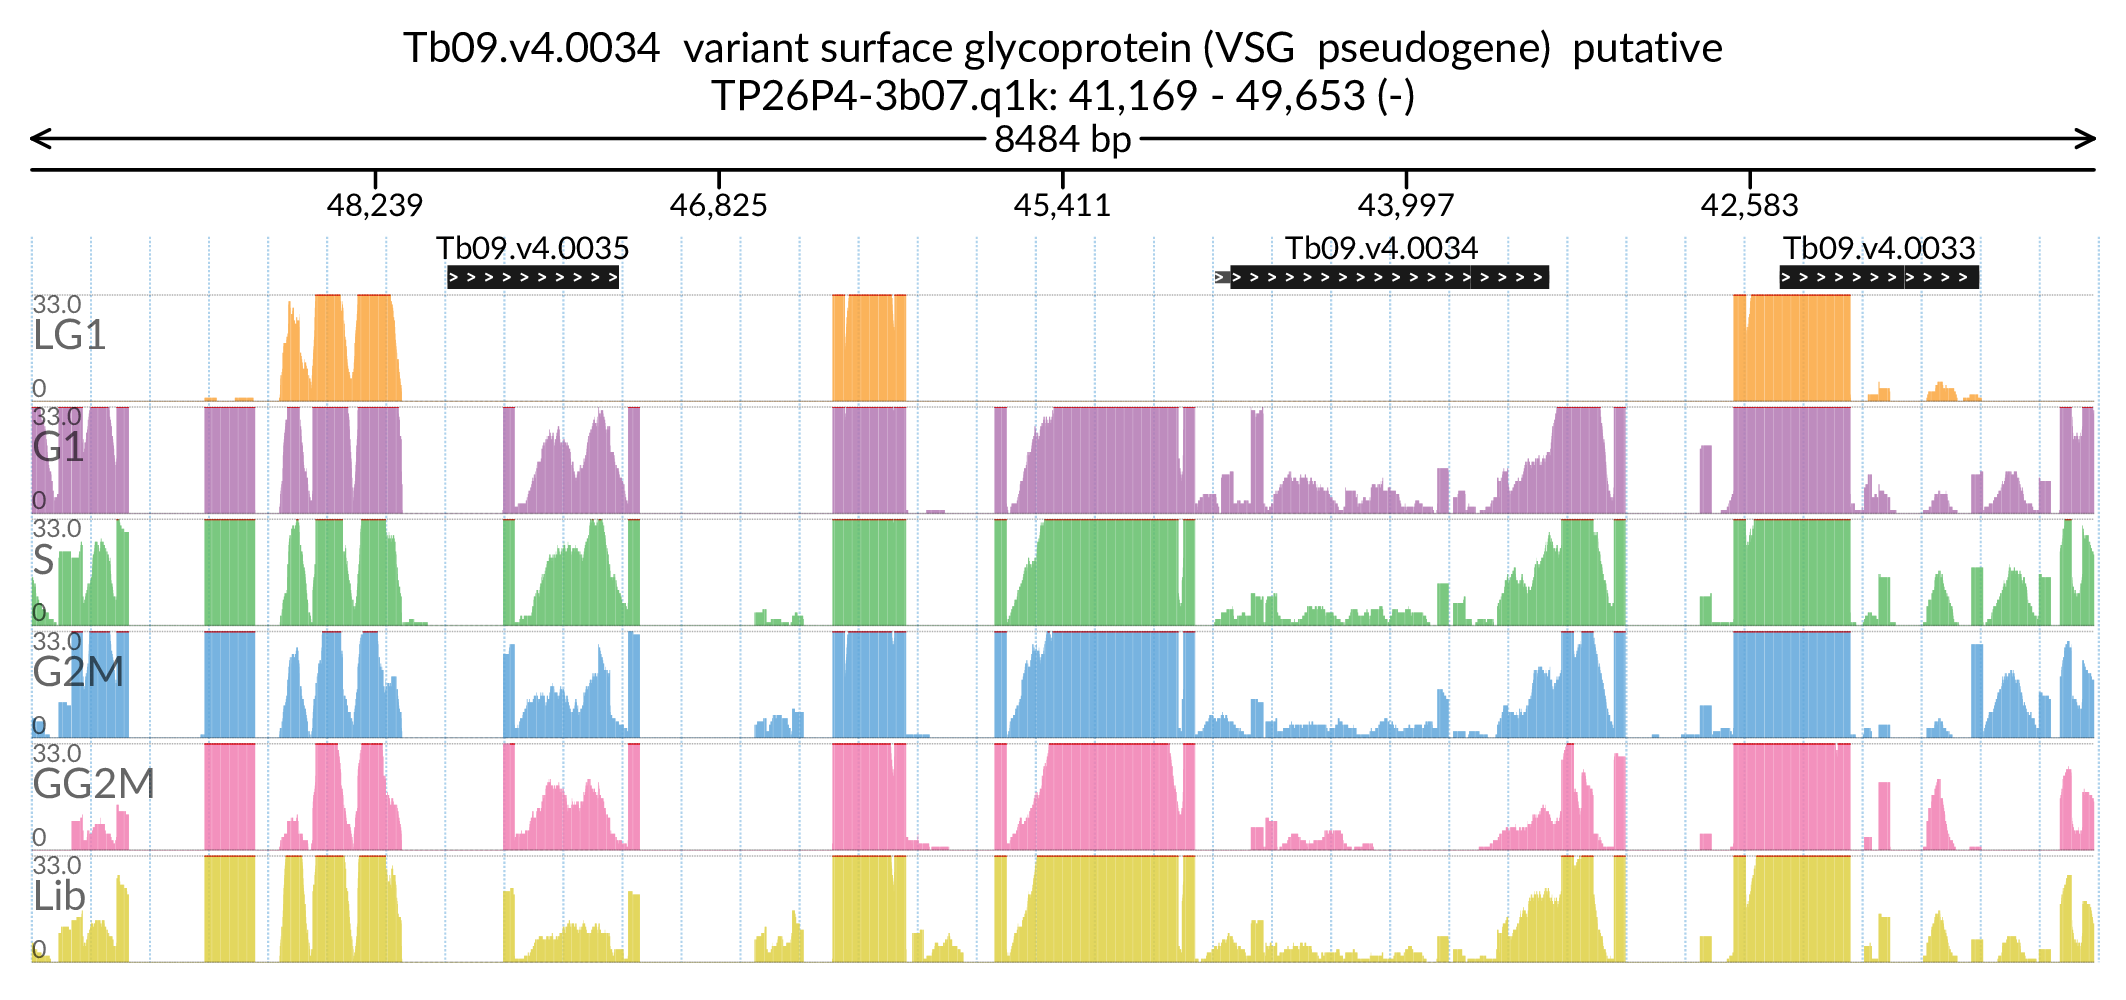 Tb09.v4.0034 variant surface glycoprotein (VSG pseudogene) putative
TP26P4-3b07.q1k: 41,169 - 49,653 (-)
8484 bp
48,239 46,825 45,411 43,997 42,583
Tb09.v4.0035 Tb09.v4.0034 Tb09.v4.0033
33.0
LG1
0
33.0
G1
0
33.0
S
0
33.0
G2M
0
33.0
GG2M
0
33.0
Lib
0